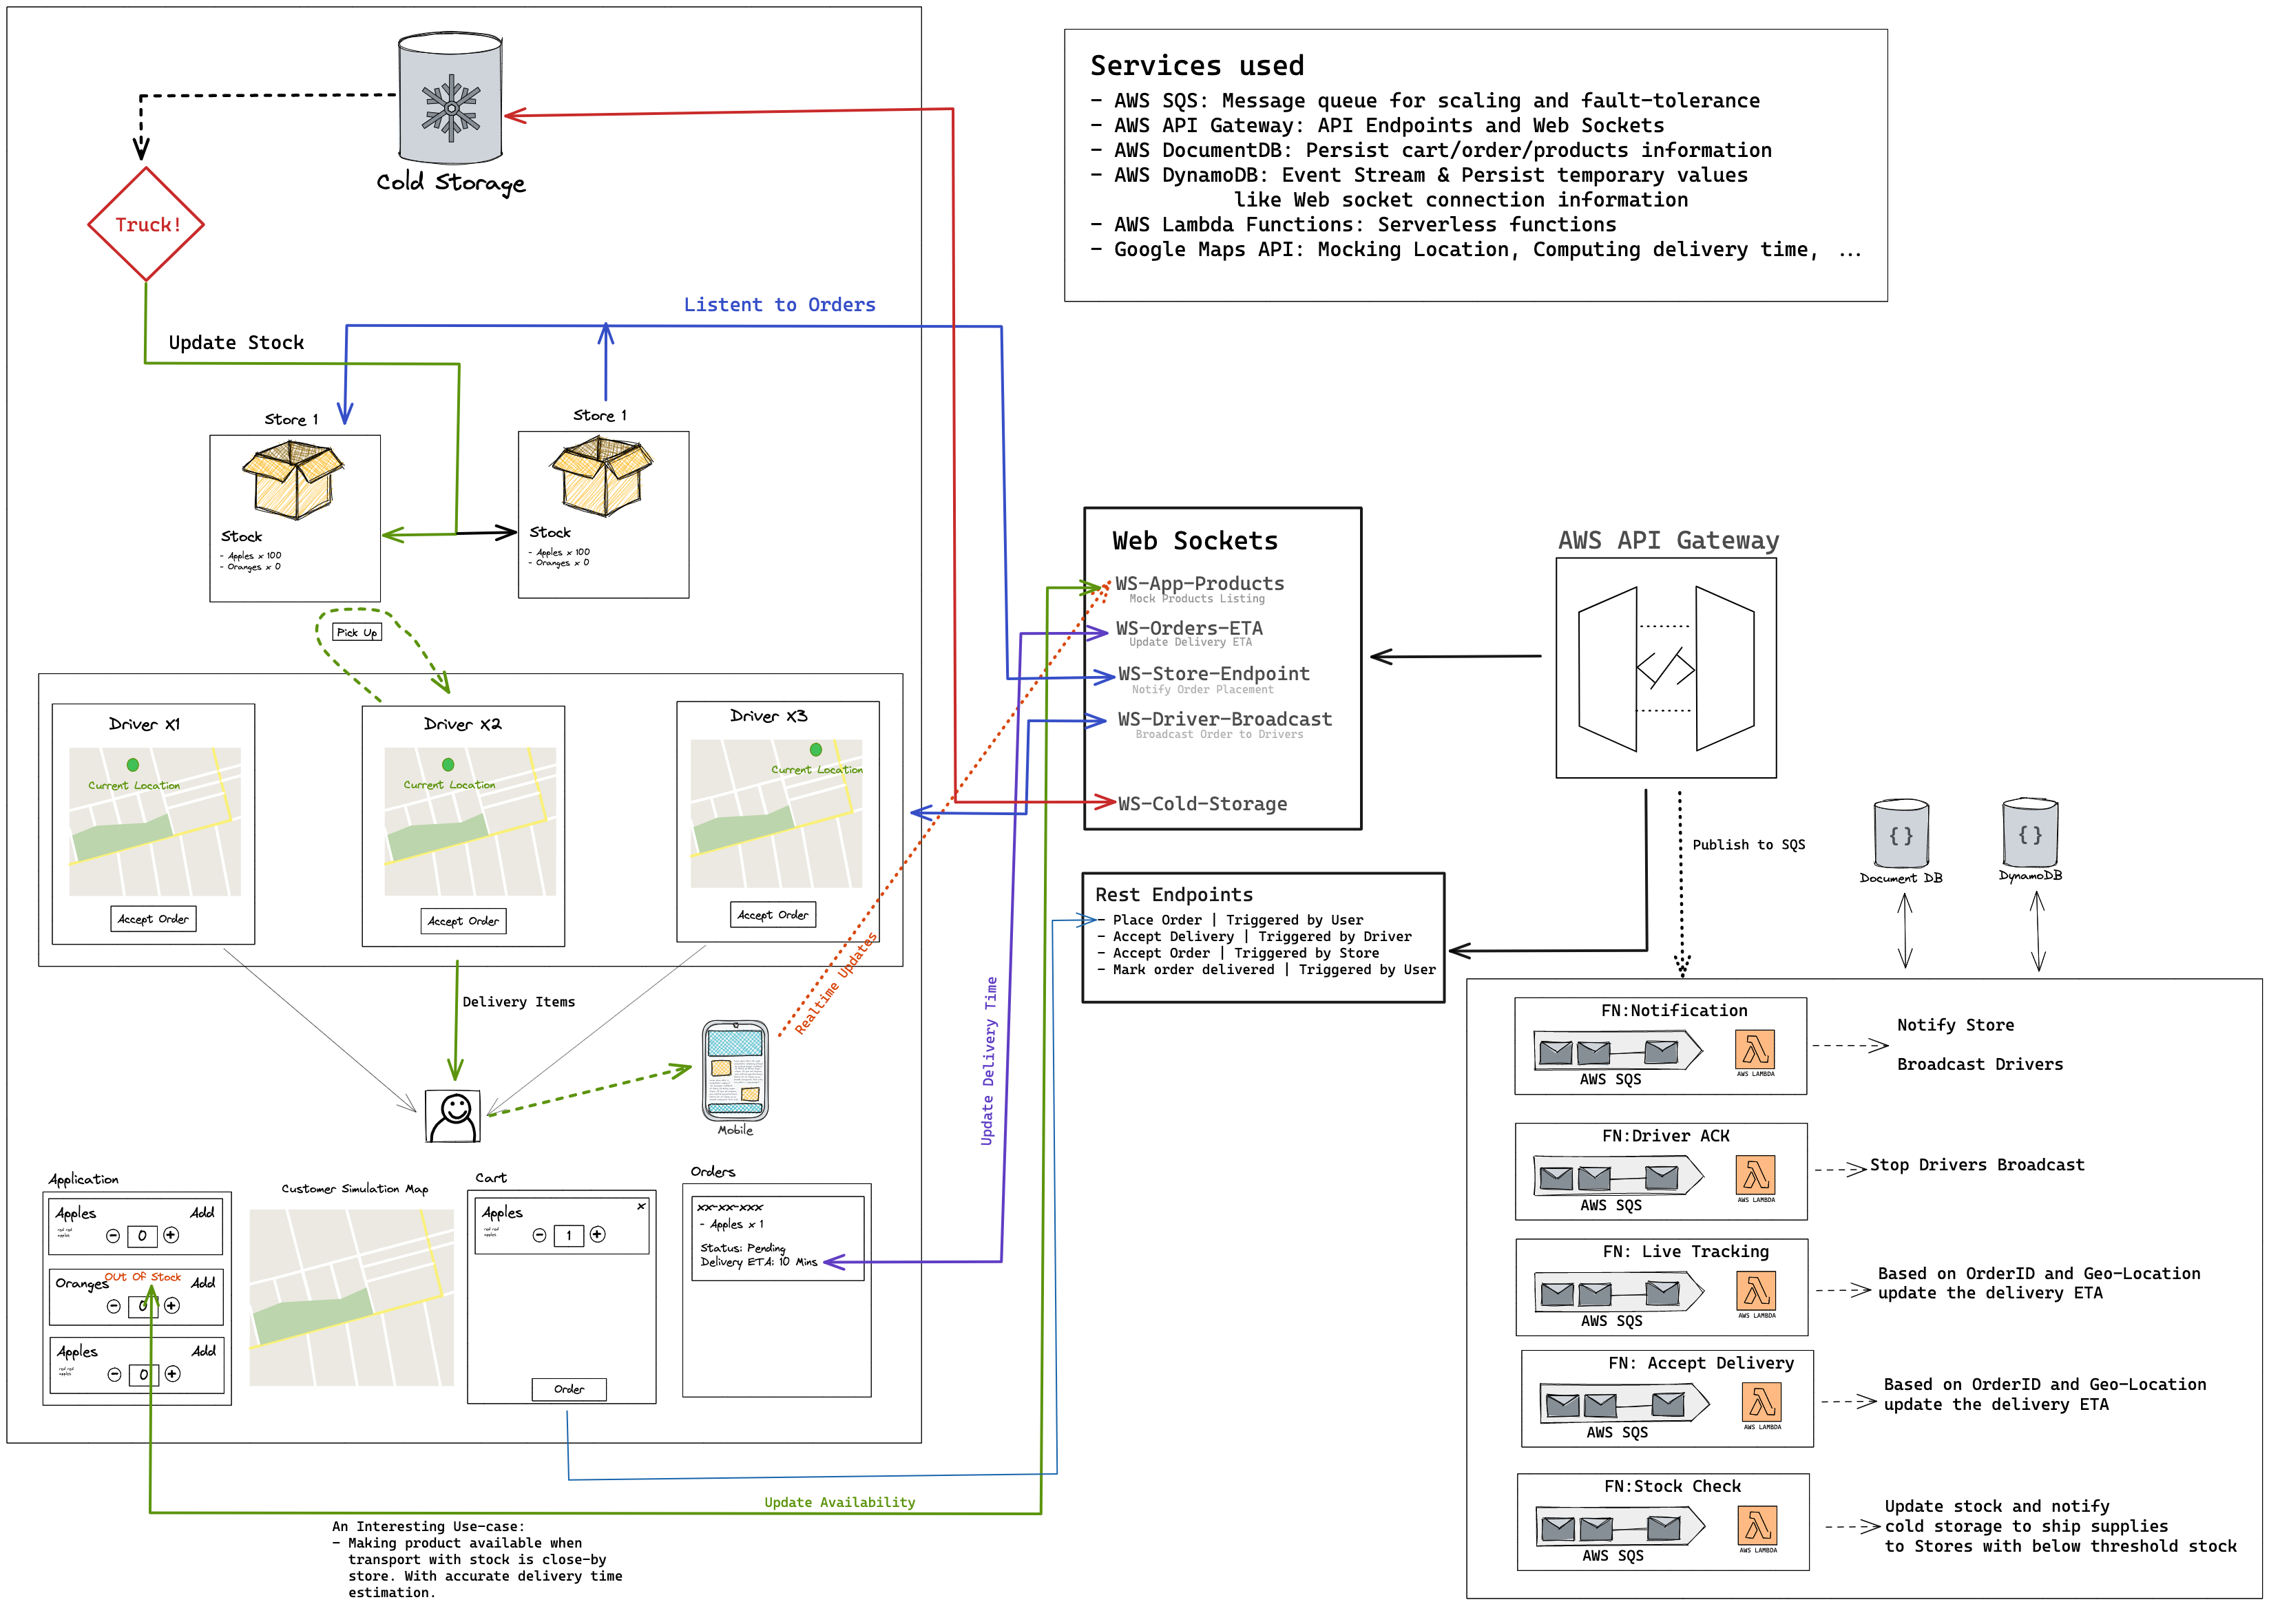 Cold Storage
Truck!
Services used
- AWS SQS: Message queue for scaling and fault-tolerance
- AWS API Gateway: API Endpoints and Web Sockets
- AWS DocumentDB: Persist cart/order/products information
- AWS DynamoDB: Event Stream & Persist temporary values
like Web socket connection information
- AWS Lambda Functions: Serverless functions
- Google Maps API: Mocking Location, Computing delivery time, ...
Listent to Orders
Update Stock
Store 1
Stock
- Apples x 100
- Oranges x 0
Store 1
Stock
- Apples x 100
- Oranges x 0
Pick Up
Driver X1
Current Location
Accept Order
Driver X2
Current Location
Accept Order
Driver X3
Current Location
Accept Order
Delivery Items
Realtime Updates
Mobile
Update Delivery Time
Web Sockets
WS-App-Products
Mock Products Listing
WS-Orders-ETA
Update Delivery ETA
WS-Store-Endpoint
Notify Order Placement
WS-Driver-Broadcast
Broadcast Order to Drivers
WS-Cold-Storage
AWS API Gateway
Rest Endpoints
- Place Order | Triggered by User
- Accept Delivery | Triggered by Driver
- Accept Order | Triggered by Store
- Mark order delivered | Triggered by User
Publish to SQS
{ }
Document DB
{ }
DynamoDB
FN:Notification
AWS SQS
AWS LAMBDA
Notify Store
Broadcast Drivers
FN:Driver ACK
AWS SQS
AWS LAMBDA
Stop Drivers Broadcast
FN: Live Tracking
AWS SQS
AWS LAMBDA
Based on OrderID and Geo-Location
update the delivery ETA
FN: Accept Delivery
AWS SQS
AWS LAMBDA
Based on OrderID and Geo-Location
update the delivery ETA
FN:Stock Check
AWS SQS
AWS LAMBDA
Update stock and notify
cold storage to ship supplies
to Stores with below threshold stock
Application
Apples
Add
red red
apples
- 0 +
Oranges
OUT OF Stock
Add
- 0 +
Apples
Add
red red
apples
- 0 +
Customer Simulation Map
Cart
Apples
x
red red
apples
- 1 +
Order
Orders
xx-xx-xxx
- Apples x 1
Status: Pending
Delivery ETA: 10 Mins
Update Availability
An Interesting Use-case:
- Making product available when
transport with stock is close-by
store. With accurate delivery time
estimation.